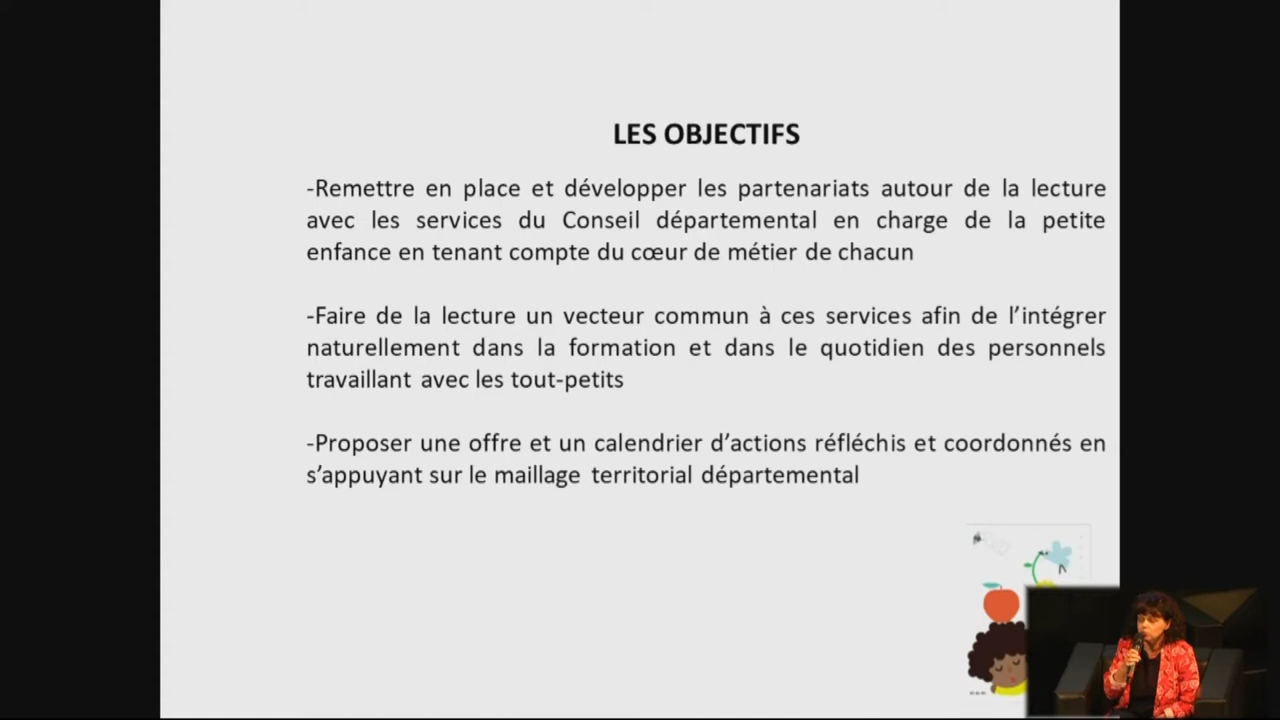 LES OBJECTIFS
-Remettre en place et développer les partenariats autour de la lecture
avec les services du Conseil départemental en charge de la petite
enfance en tenant compte du cœur de métier de chacun
-Faire de la lecture un vecteur commun à ces services afin de l’intégrer
naturellement dans la formation et dans le quotidien des personnels
travaillant avec les tout-petits
-Proposer une offre et un calendrier d’actions réfléchis et coordonnés en
s’appuyant sur le maillage territorial départemental